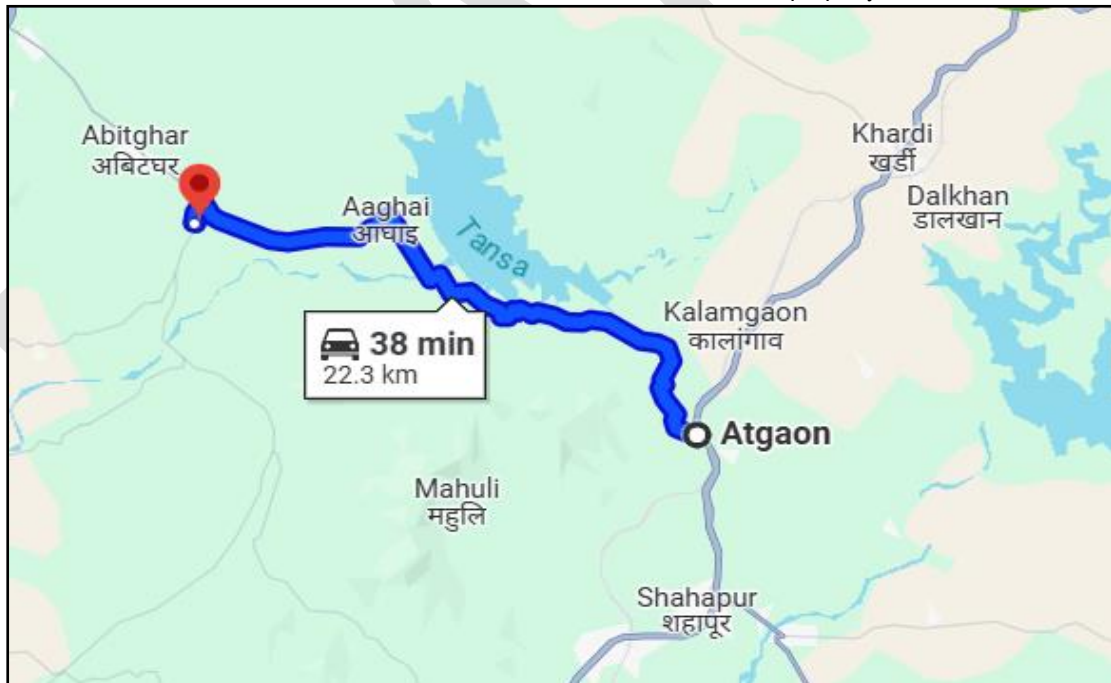 Abitghar
अबिटघर
Aaghai
आघाइ
Tansa
Khardi
खर्डी
Dalkhan
डालखान
38 min
22.3 km
Kalamgaon
कालांगाव
Atgaon
Mahuli
महुलि
Shahapur
शहापूर